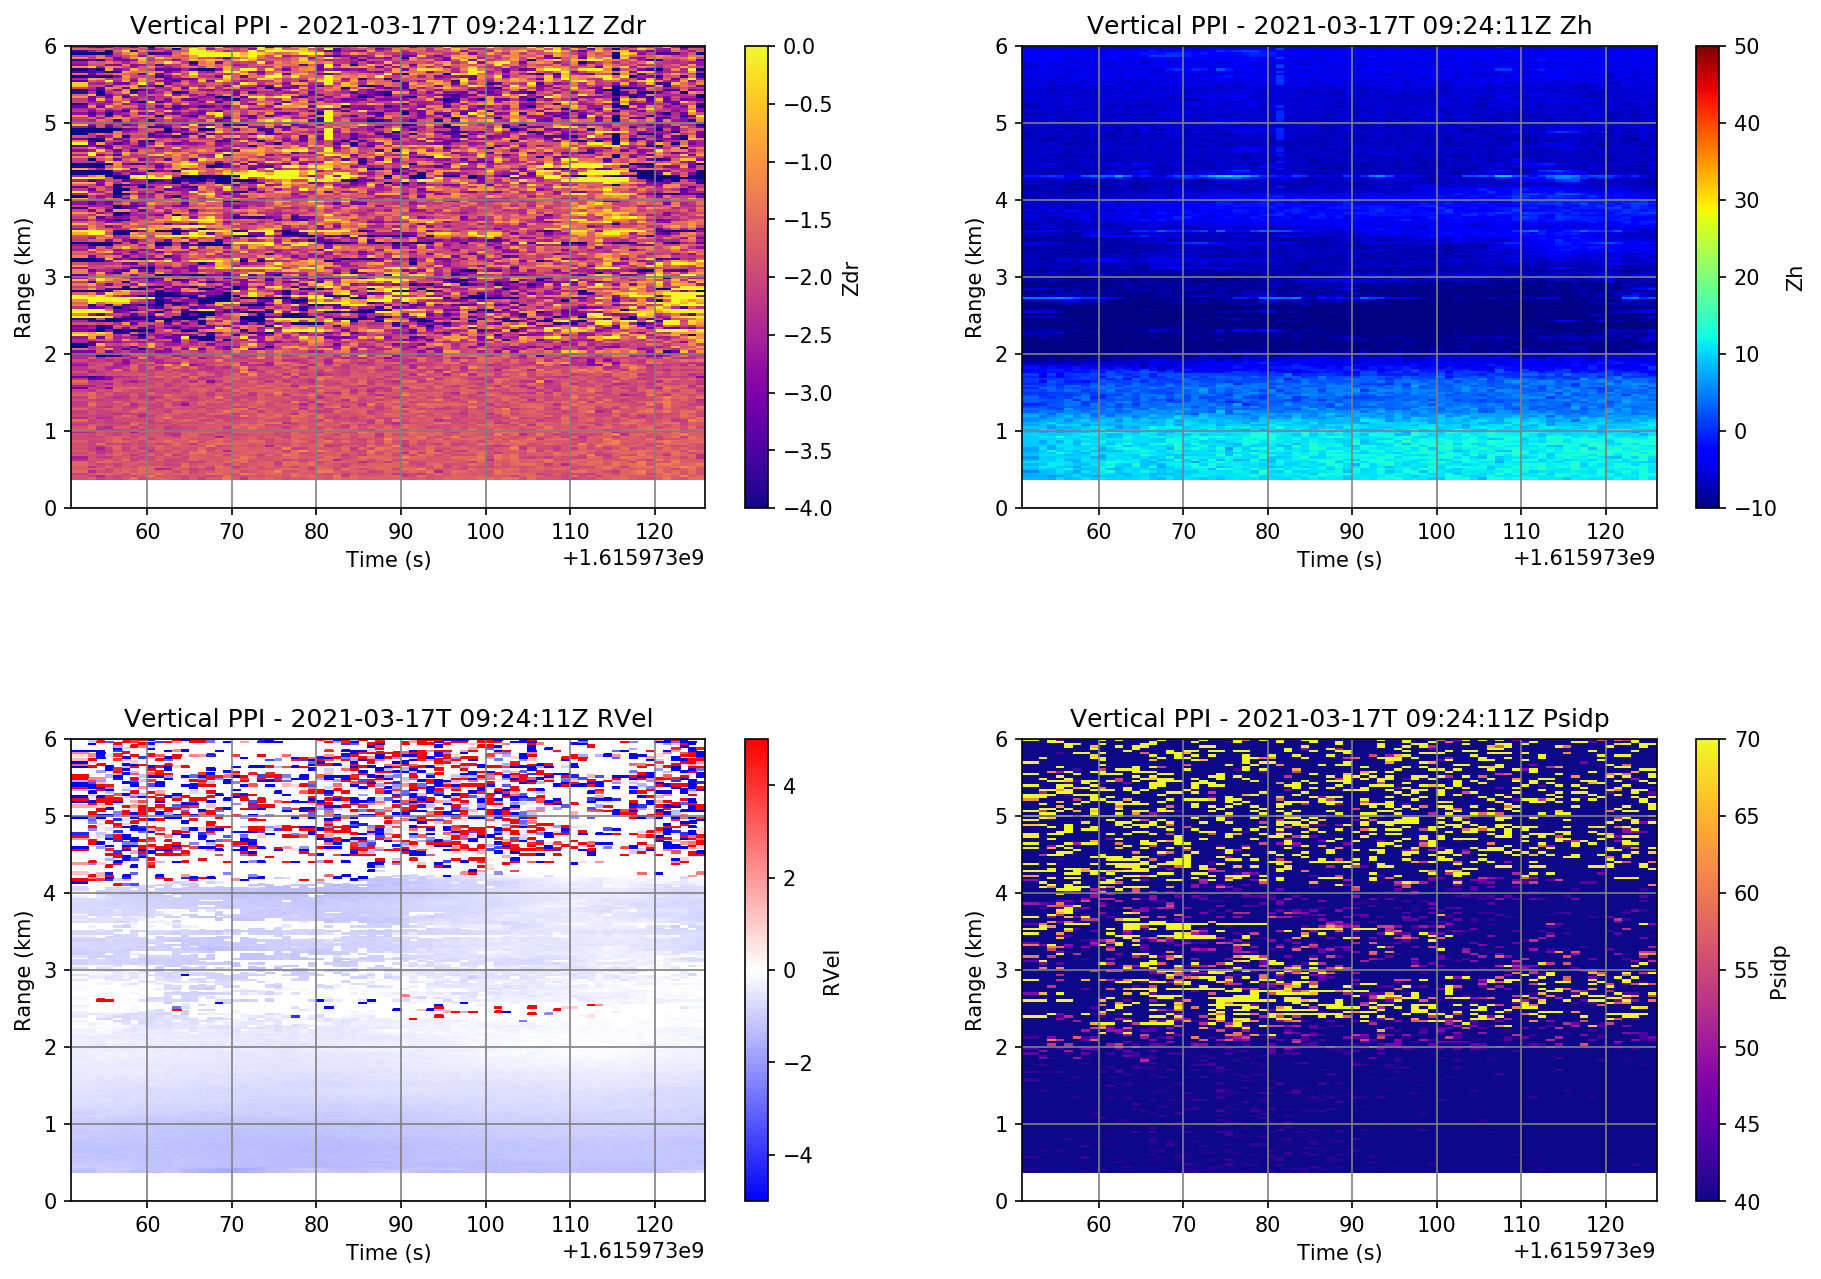 Vertical PPI - 2021-03-17T 09:24:11Z Zdr
6
5
4
3
2
1
0
Range (km)
60 70 80 90 100 110 120
Time (s)
+1.615973e9
0.0
−0.5
−1.0
−1.5
−2.0
−2.5
−3.0
−3.5
−4.0
Zdr
Vertical PPI - 2021-03-17T 09:24:11Z Zh
6
5
4
3
2
1
0
Range (km)
60 70 80 90 100 110 120
Time (s)
+1.615973e9
50
40
30
20
10
0
−10
Zh
Vertical PPI - 2021-03-17T 09:24:11Z RVel
6
5
4
3
2
1
0
Range (km)
60 70 80 90 100 110 120
Time (s)
+1.615973e9
4
2
0
−2
−4
RVel
Vertical PPI - 2021-03-17T 09:24:11Z Psidp
6
5
4
3
2
1
0
Range (km)
60 70 80 90 100 110 120
Time (s)
+1.615973e9
70
65
60
55
50
45
40
Psidp